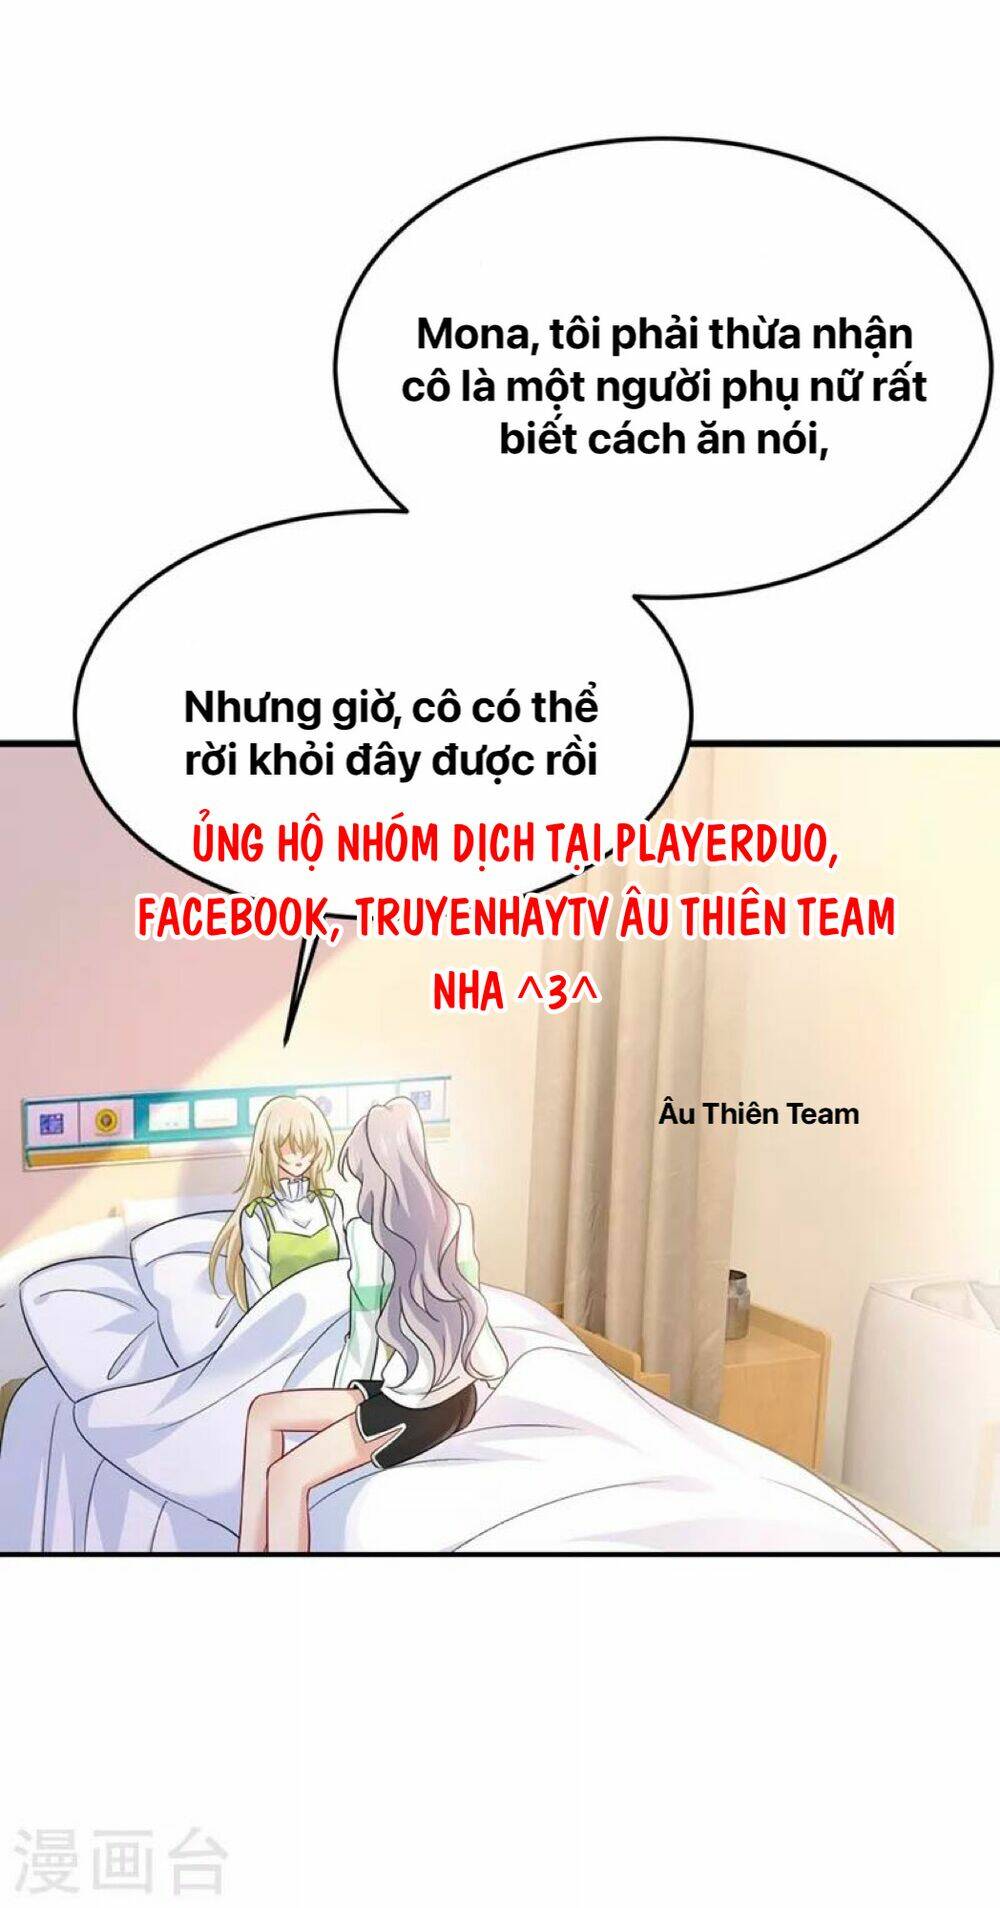 Mona, tôi phải thừa nhận
cô là một người phụ nữ rất
biết cách ăn nói,
Nhưng giờ, cô có thể
rời khỏi đây được rồi
ỦNG HỘ NHÓM DỊCH TẠI PLAYERDUO,
FACEBOOK, TRUYENHAYTV ÂU THIÊN TEAM
NHA ^3^
Âu Thiên Team
漫画台